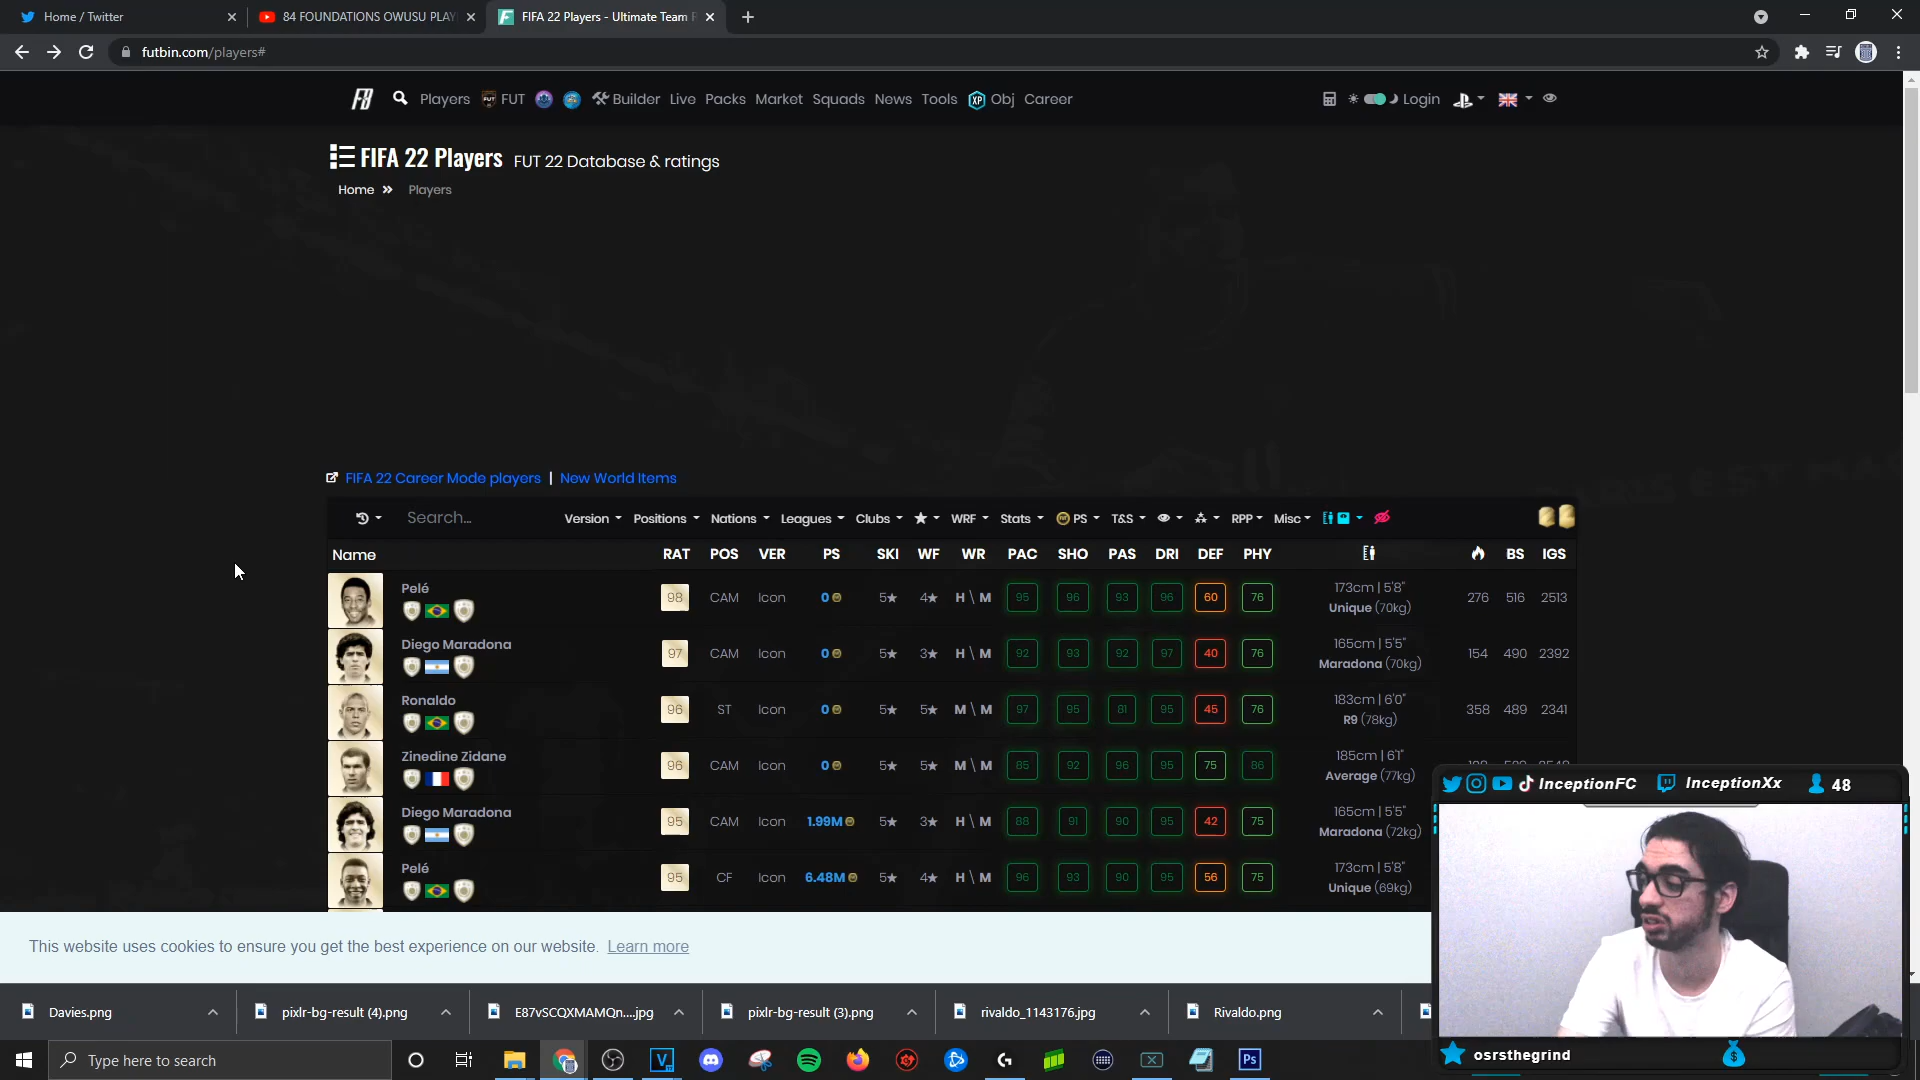 Home / Twitter
84 FOUNDATIONS OWUSU PLAY
FIFA 22 Players - Ultimate Team
futbin.com/players#
Players FUT Builder Live Packs Market Squads News Tools XP Obj Career Login
FIFA 22 Players FUT 22 Database & ratings
Home » Players
FIFA 22 Career Mode players | New World Items
Search... Version Positions Nations Leagues Clubs ★ WRF Stats PS T&S RPP Misc
Name RAT POS VER PS SKI WF WR PAC SHO PAS DRI DEF PHY BS IGS
Pelé 98 CAM Icon 0 5★ 4★ H \ M 95 96 93 96 60 76 173cm | 5'8" Unique (70kg) 276 516 2513
Diego Maradona 97 CAM Icon 0 5★ 3★ H \ M 92 93 92 97 40 76 165cm | 5'5" Maradona (70kg) 154 490 2392
Ronaldo 96 ST Icon 0 5★ 5★ M \ M 97 95 81 95 45 76 183cm | 6'0" R9 (78kg) 358 489 2341
Zinedine Zidane 96 CAM Icon 0 5★ 5★ M \ M 85 92 96 95 75 86 185cm | 6'1" Average (77kg)
Diego Maradona 95 CAM Icon 1.99M 5★ 3★ H \ M 88 91 90 95 42 75 165cm | 5'5" Maradona (72kg)
Pelé 95 CF Icon 6.48M 5★ 4★ H \ M 96 93 90 95 56 75 173cm | 5'8" Unique (69kg)
InceptionFC InceptionXx 48
This website uses cookies to ensure you get the best experience on our website. Learn more
Davies.png pixlr-bg-result (4).png E87vSCQXMAMQn....jpg pixlr-bg-result (3).png rivaldo_1143176.jpg Rivaldo.png
osrsthegrind
Type here to search
Ps